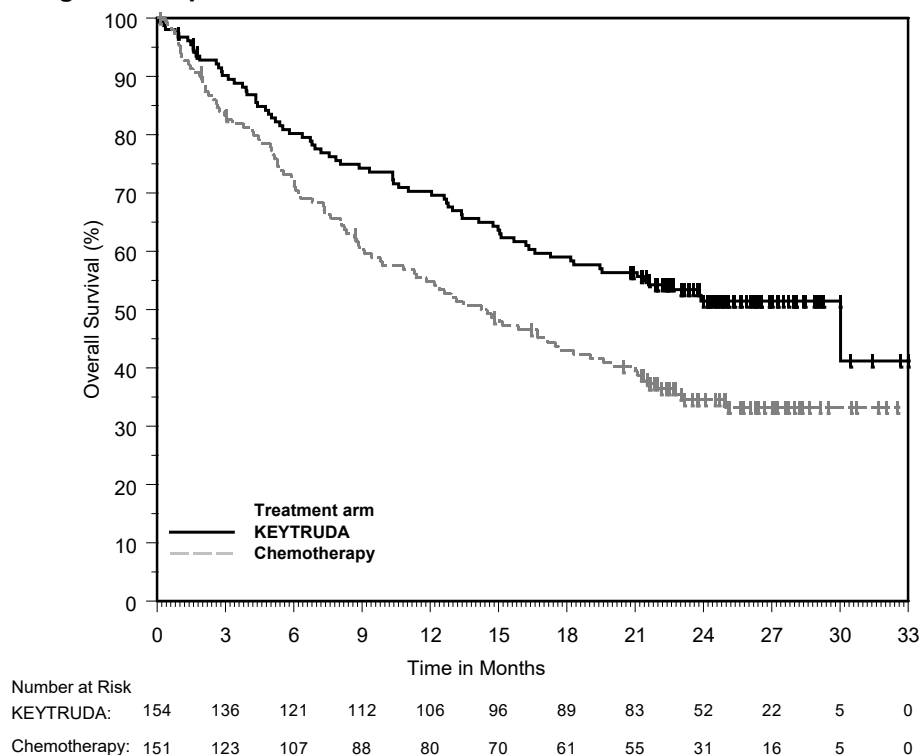 100
90
80
70
60
50
40
30
20
10
0
Overall Survival (%)
Treatment arm
KEYTRUDA
Chemotherapy
0 3 6 9 12 15 18 21 24 27 30 33
Time in Months
Number at Risk
KEYTRUDA: 154 136 121 112 106 96 89 83 52 22 5 0
Chemotherapy: 151 123 107 88 80 70 61 55 31 16 5 0